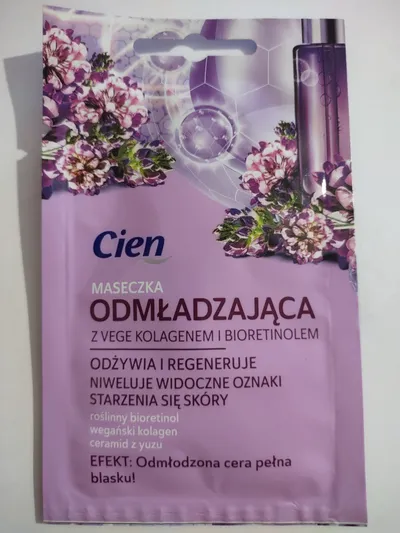 Cien
MASECZKA
ODMŁADZAJĄCA
Z VEGE KOLAGENEM I BIORETINOLEM
ODŻYWIA I REGENERUJE
NIWELUJE WIDOCZNE OZNAKI
STARZENIA SIĘ SKÓRY
roślinny bioretinol
wegański kolagen
ceramid z yuzu
EFEKT: Odmłodzona cera pełna
blasku!